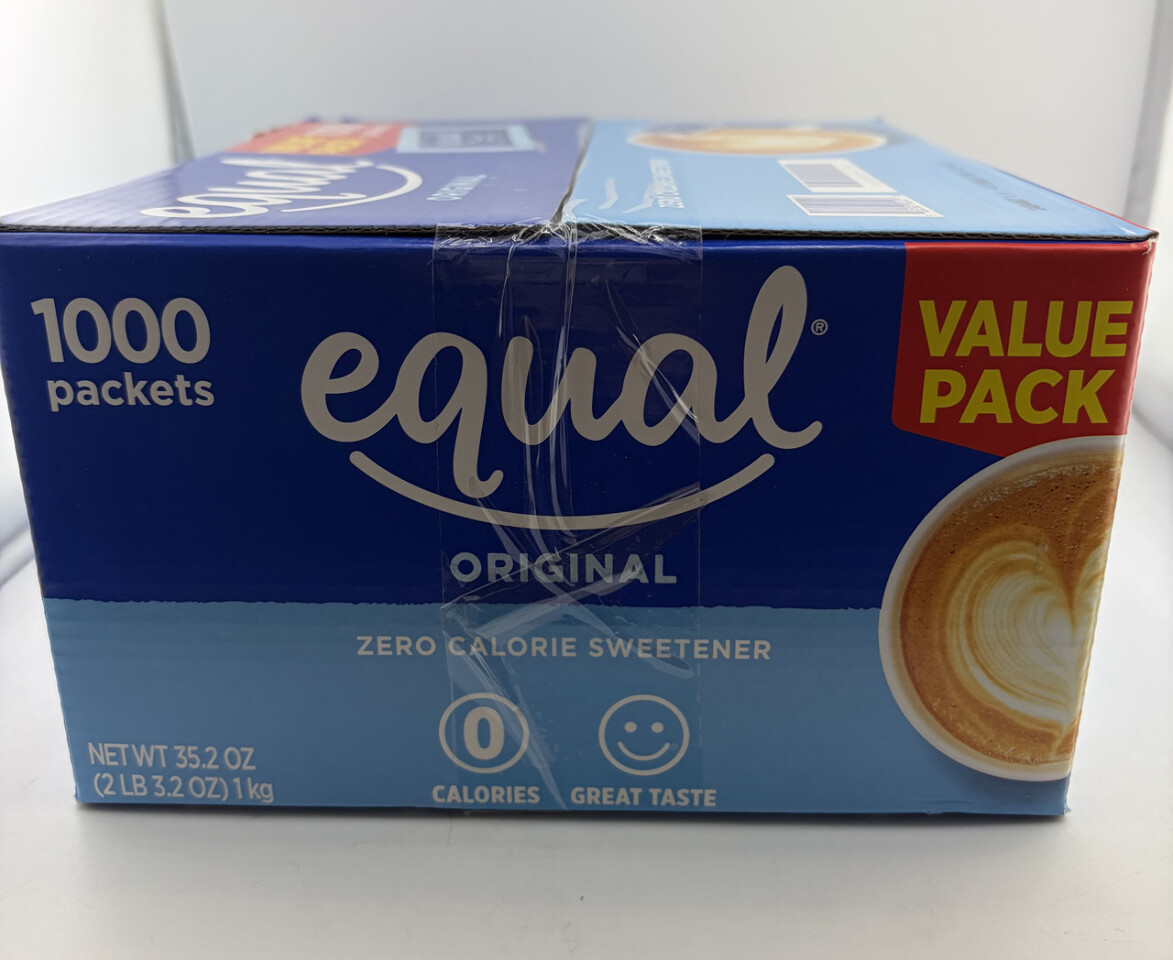 equal
ORIGINAL
1000
packets
equal®
VALUE
PACK
ORIGINAL
ZERO CALORIE SWEETENER
0
CALORIES
GREAT TASTE
NET WT 35.2 OZ
(2 LB 3.2 OZ) 1 kg